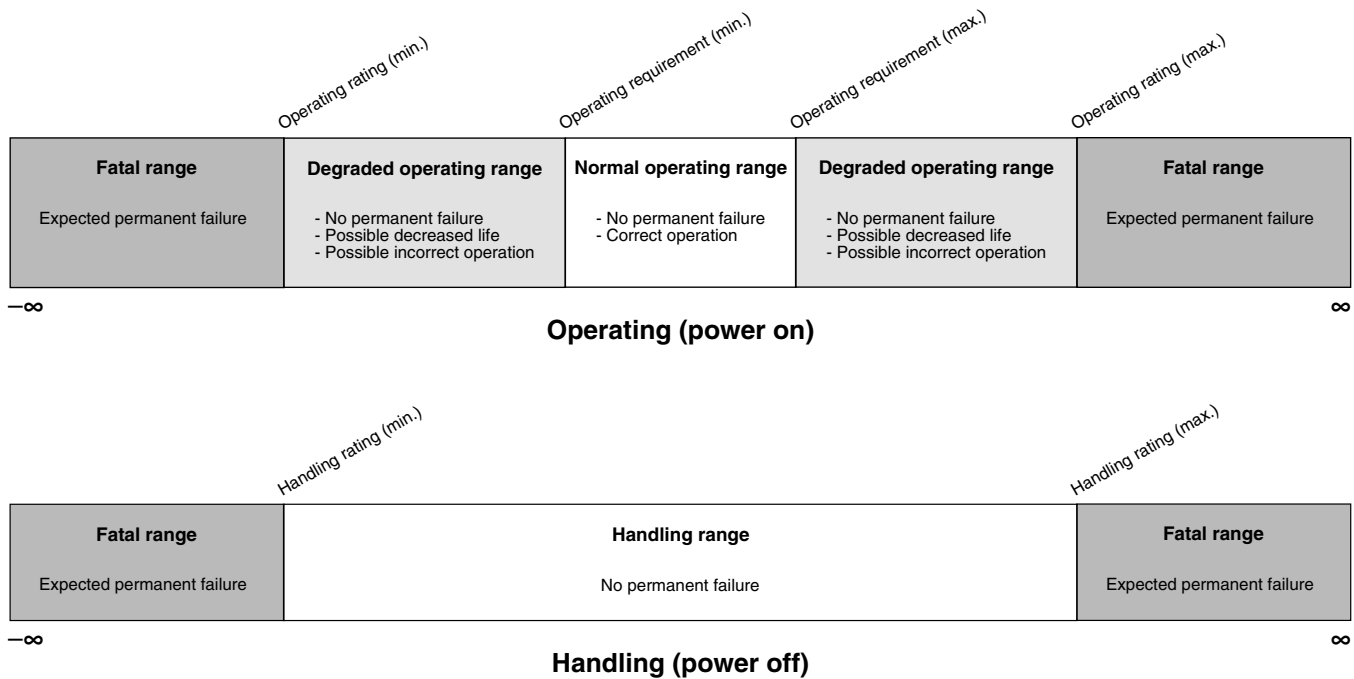 Operating rating (min.)
Operating requirement (min.)
Operating requirement (max.)
Operating rating (max.)
Fatal range
Expected permanent failure
Degraded operating range
- No permanent failure
- Possible decreased life
- Possible incorrect operation
Normal operating range
- No permanent failure
- Correct operation
Degraded operating range
- No permanent failure
- Possible decreased life
- Possible incorrect operation
Fatal range
Expected permanent failure
−∞
∞
Operating (power on)
Handling rating (min.)
Handling rating (max.)
Fatal range
Expected permanent failure
Handling range
No permanent failure
Fatal range
Expected permanent failure
−∞
∞
Handling (power off)